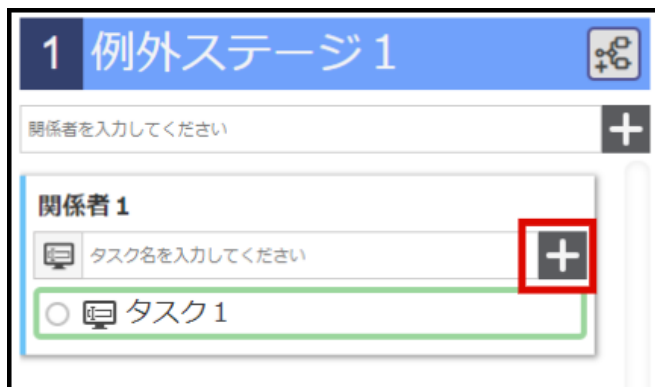 1 例外ステージ1
関係者を入力してください
関係者1
タスク名を入力してください
タスク1